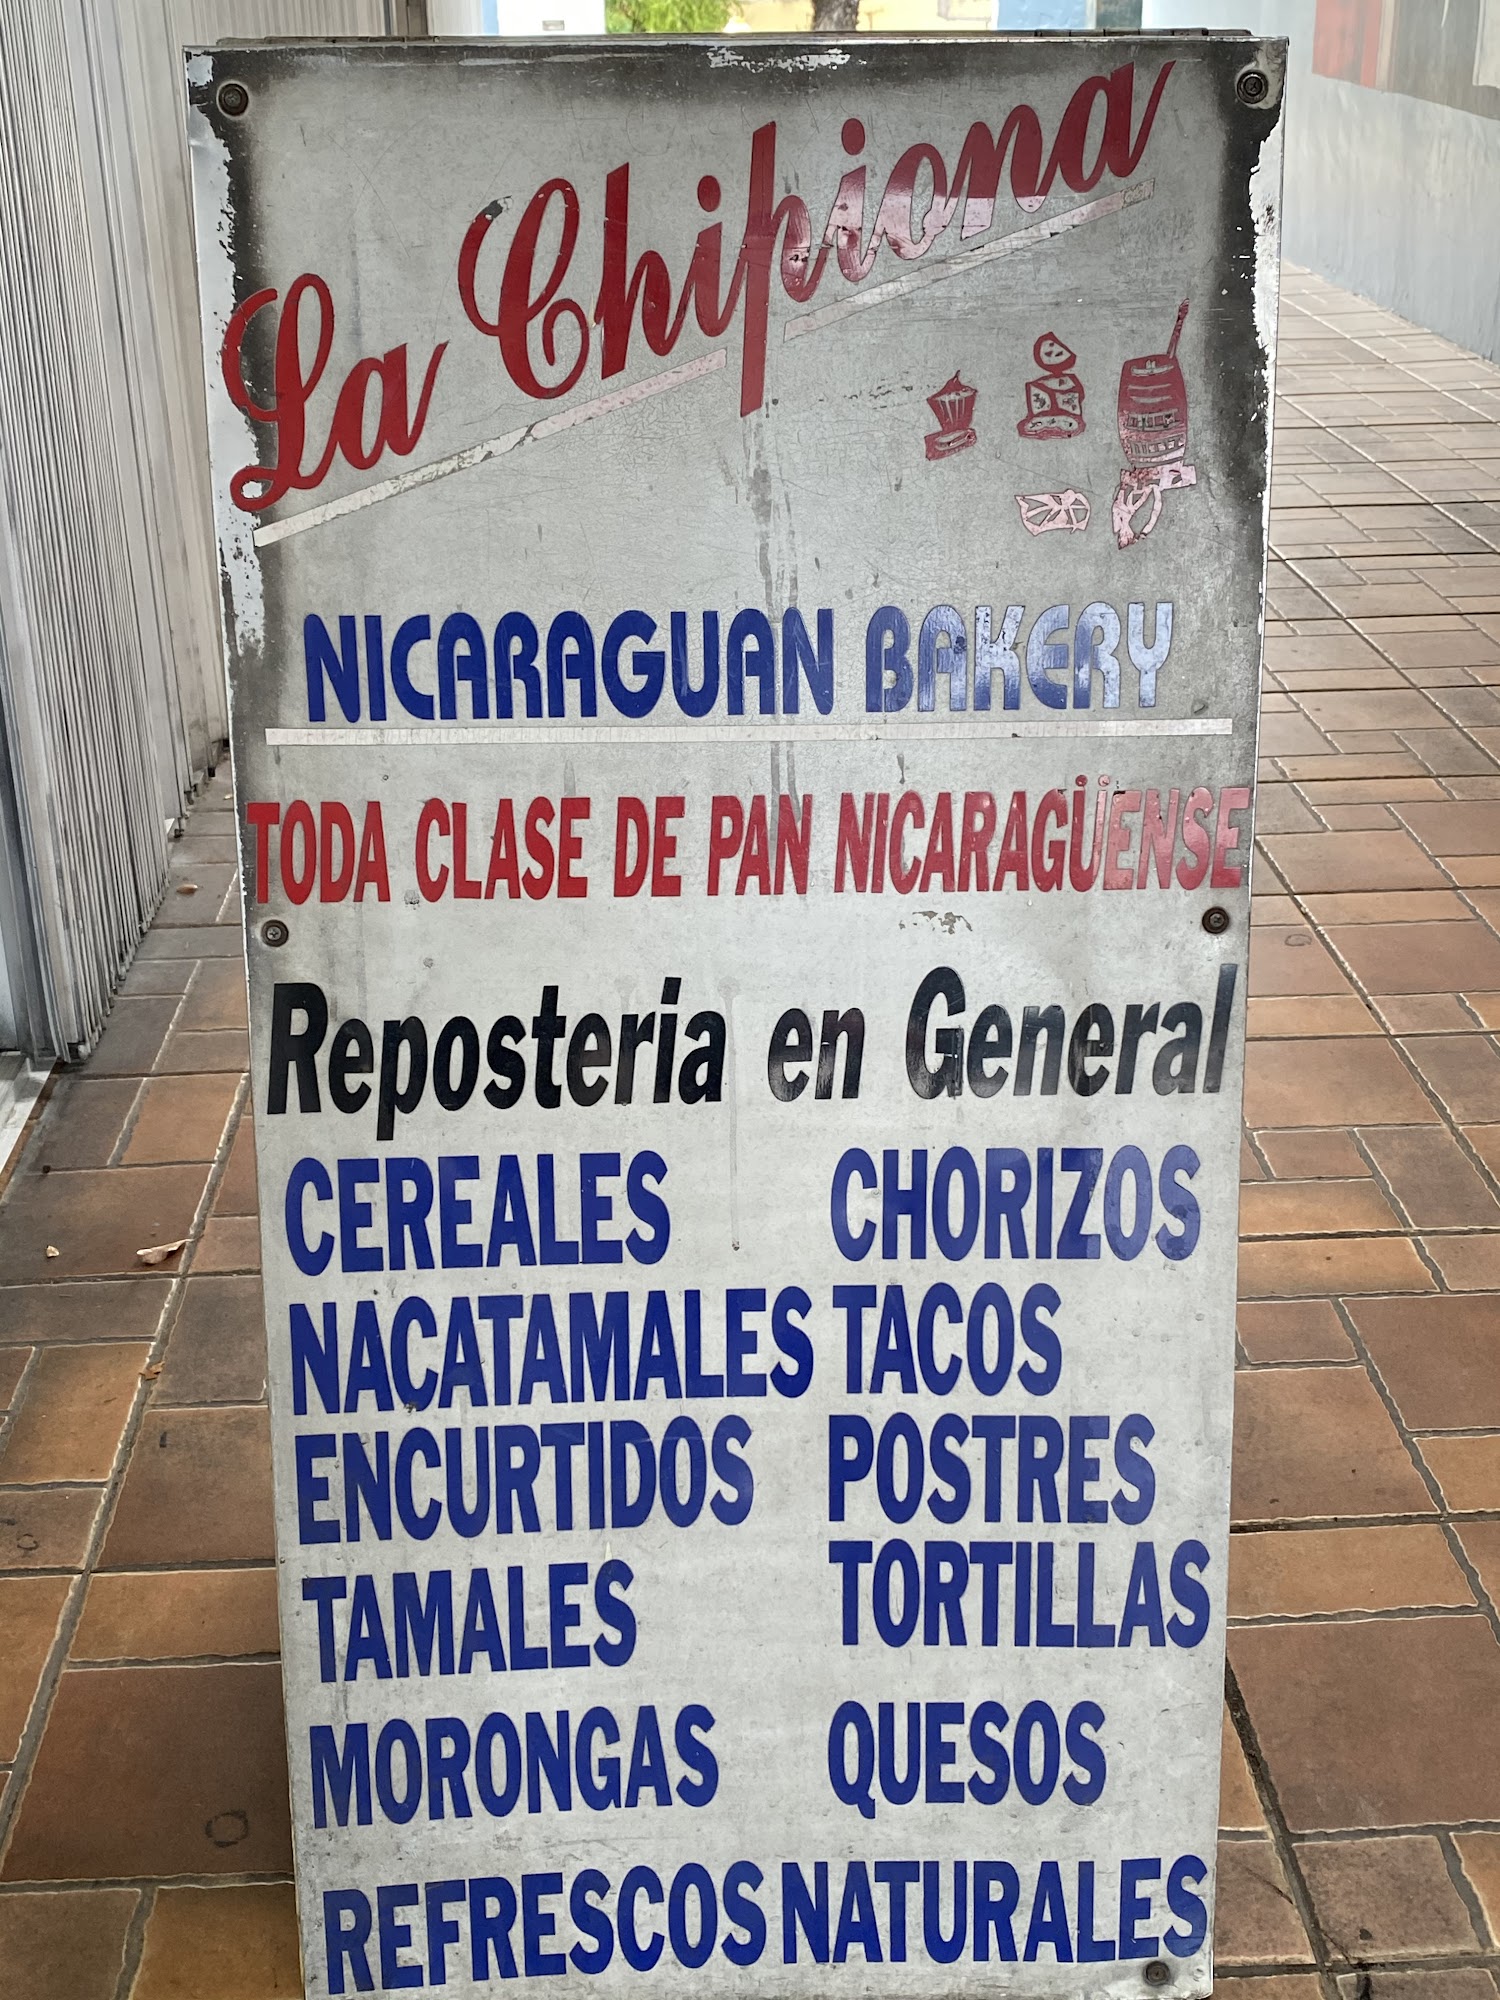 La Chipiona
NICARAGUAN BAKERY
TODA CLASE DE PAN NICARAGÜENSE
Repostería en General
CEREALES CHORIZOS
NACATAMALES TACOS
ENCURTIDOS POSTRES
TAMALES TORTILLAS
MORONGAS QUESOS
REFRESCOS NATURALES